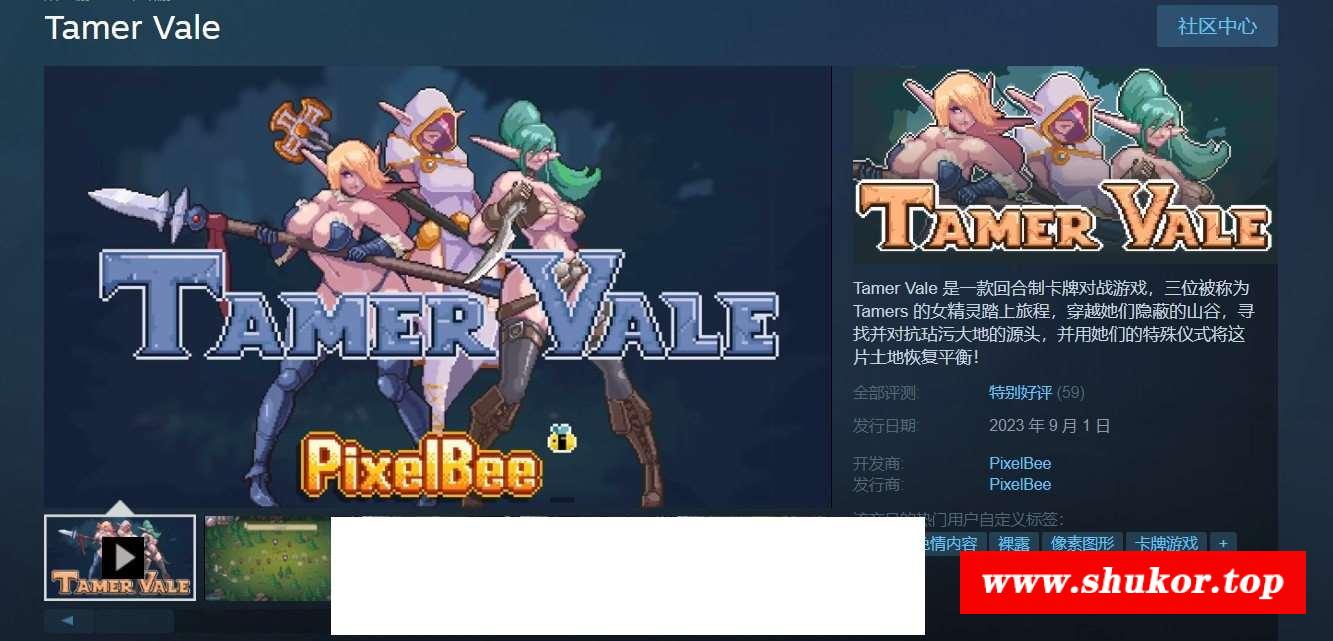 Tamer Vale
社区中心
TAMER VALE
PixelBee
TAMER VALE
Tamer Vale 是一款回合制卡牌对战游戏，三位被称为
Tamers 的女精灵踏上旅程，穿越她们隐蔽的山谷，寻
找并对抗玷污大地的源头，并用她们的特殊仪式将这
片土地恢复平衡！
全部评测: 特别好评 (59)
发行日期: 2023 年 9 月 1 日
开发商: PixelBee
发行商: PixelBee
热门用户自定义标签:
情内容 裸露 像素图形 卡牌游戏 +
TAMER VALE
www.shukor.top